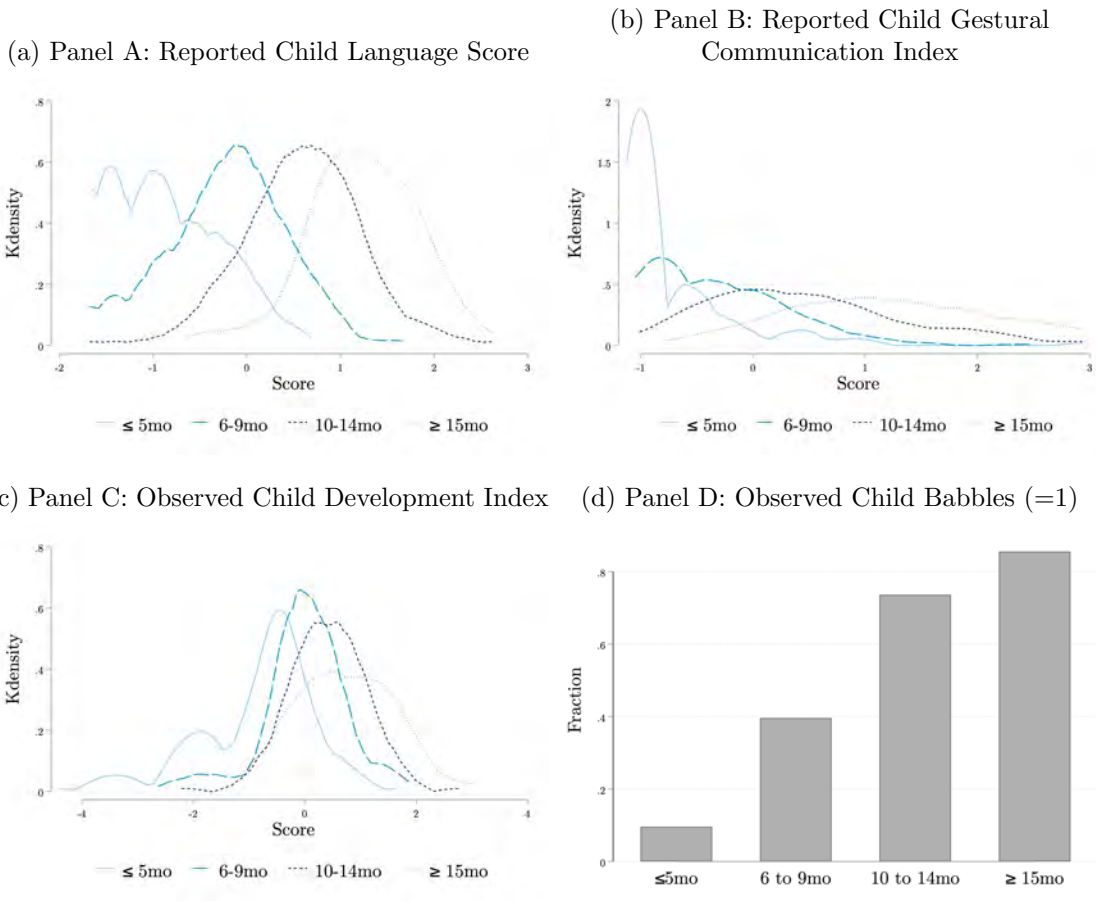 (a) Panel A: Reported Child Language Score
.8
.6
.4
.2
0
Kdensity
-2 -1 0 1 2 3
Score
≤ 5mo 6-9mo 10-14mo ≥ 15mo
(b) Panel B: Reported Child Gestural
Communication Index
2
1.5
1
.5
0
Kdensity
-1 0 1 2 3
Score
≤ 5mo 6-9mo 10-14mo ≥ 15mo
c) Panel C: Observed Child Development Index
.8
.6
.4
.2
0
Kdensity
-4 -2 0 2 4
Score
≤ 5mo 6-9mo 10-14mo ≥ 15mo
(d) Panel D: Observed Child Babbles (=1)
.8
.6
.4
.2
0
Fraction
≤5mo 6 to 9mo 10 to 14mo ≥ 15mo